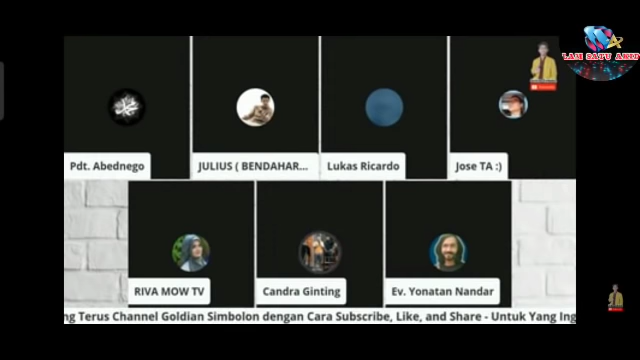 Pdt. Abednego
JULIUS ( BENDAHAR...
Lukas Ricardo
Jose TA :)
RIVA MOW TV
Candra Ginting
Ev. Yonatan Nandar
ng Terus Channel Goldian Simbolon dengan Cara Subscribe, Like, and Share - Untuk Yang Ing